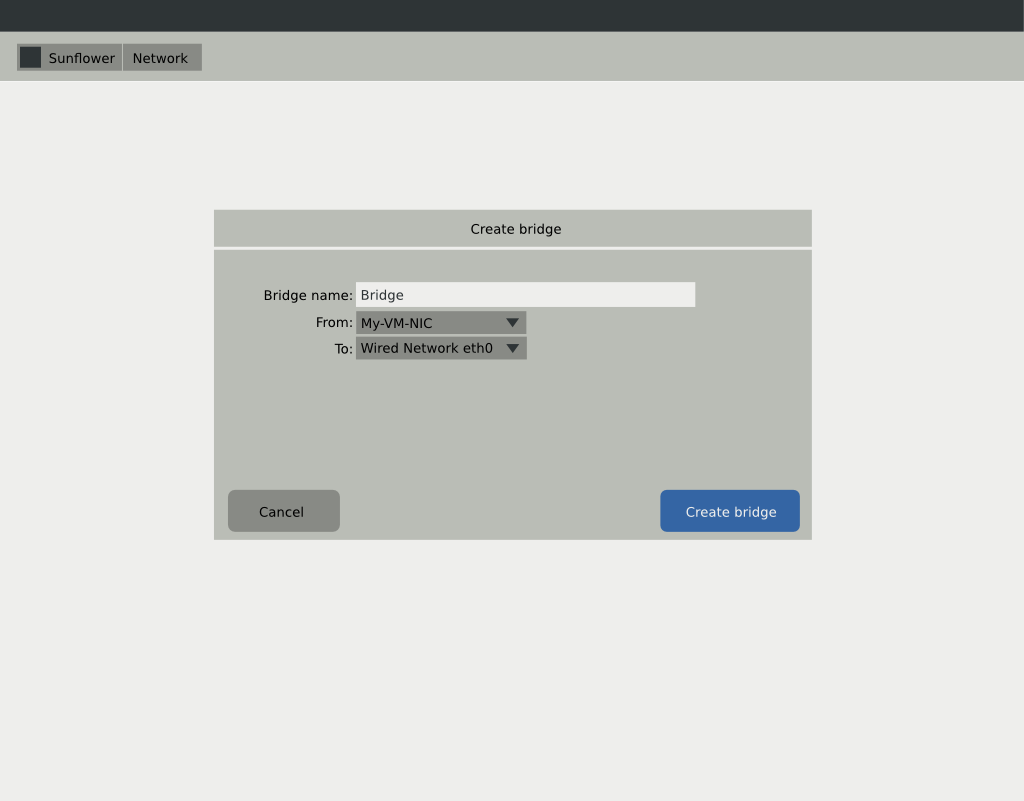 Sunflower Network
Create bridge
Bridge name: Bridge
From: My-VM-NIC
To: Wired Network eth0
Cancel Create bridge